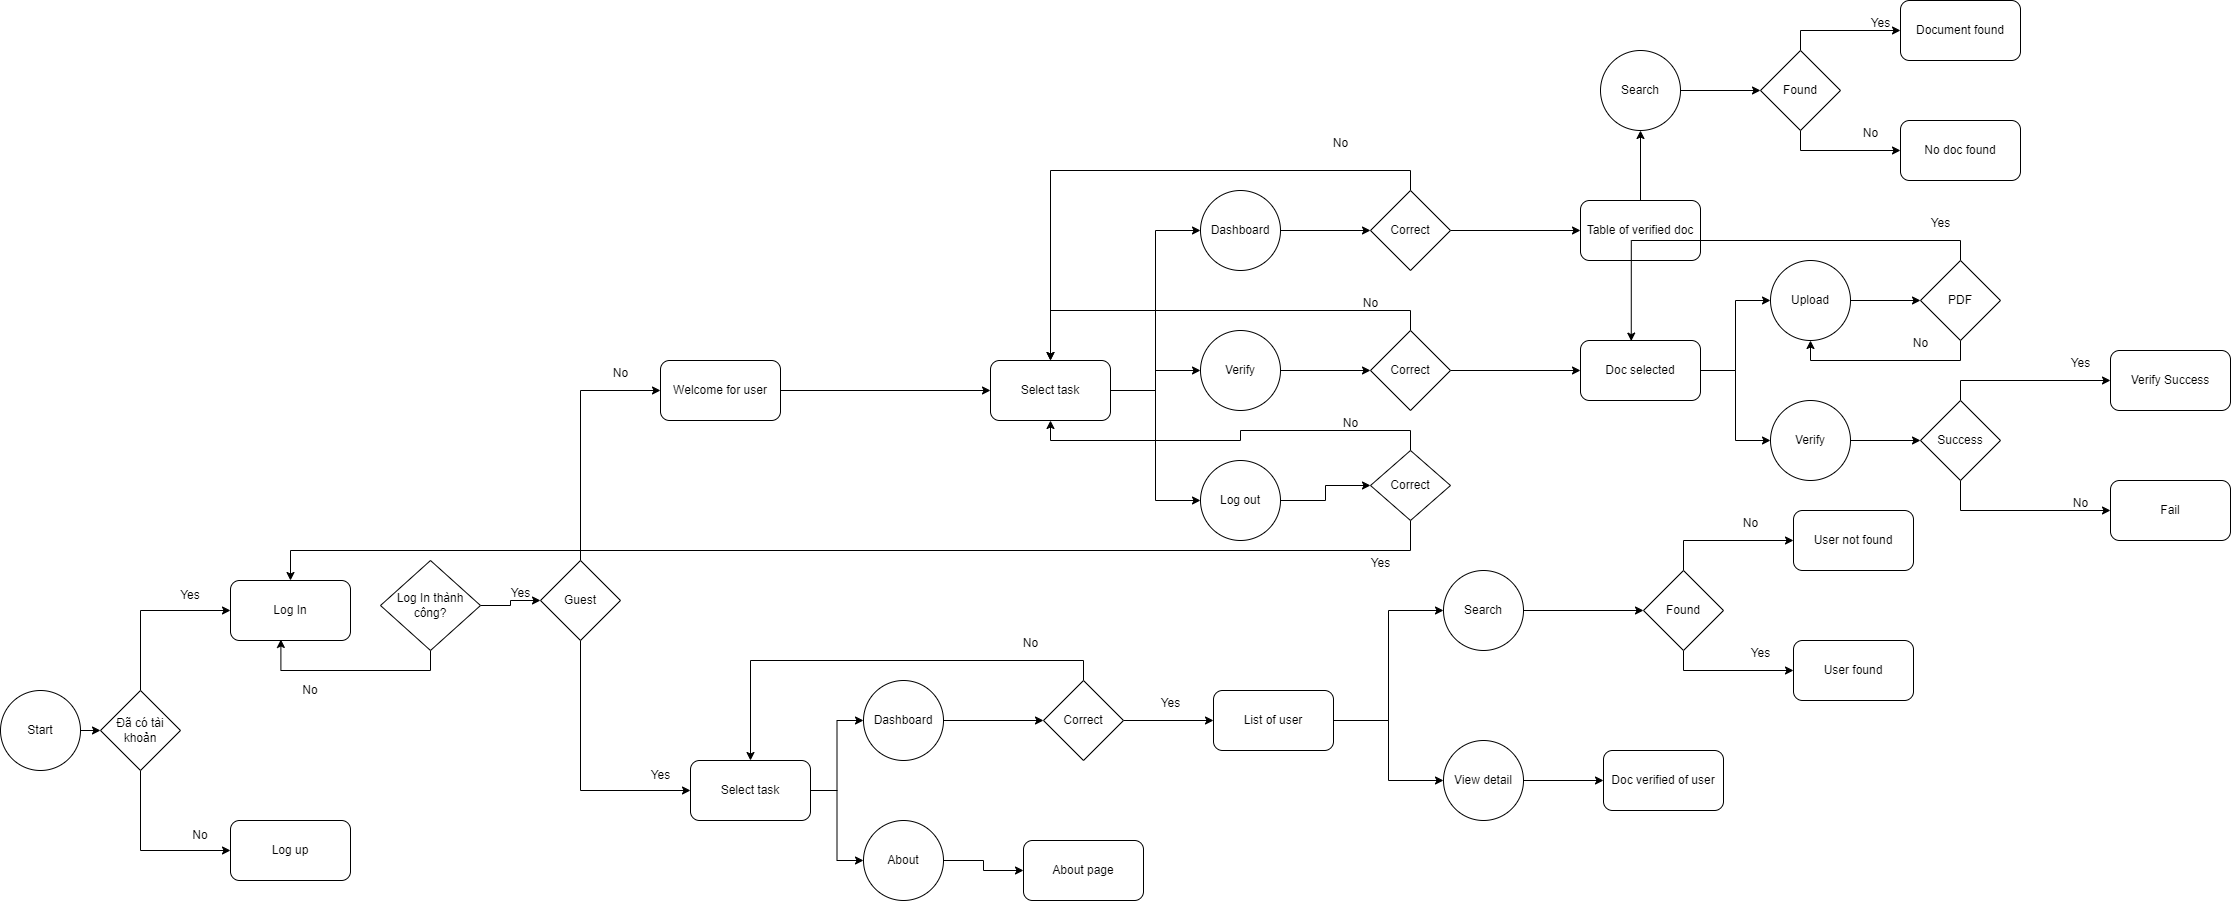 Yes
Document found
Search
Found
No
No doc found
No
Dashboard
Correct
Table of verified doc
Yes
Upload
PDF
No
No
Verify
Correct
Doc selected
Yes
Verify Success
No
Welcome for user
Select task
No
Verify
Success
Log out
Correct
No
Fail
Yes
No
User not found
Yes
Log In
Log In thành
công?
Yes
Guest
Search
Found
No
No
Yes
User found
Start
Đã có tài
khoản
Dashboard
Correct
Yes
List of user
Yes
Select task
View detail
Doc verified of user
No
Log up
About
About page